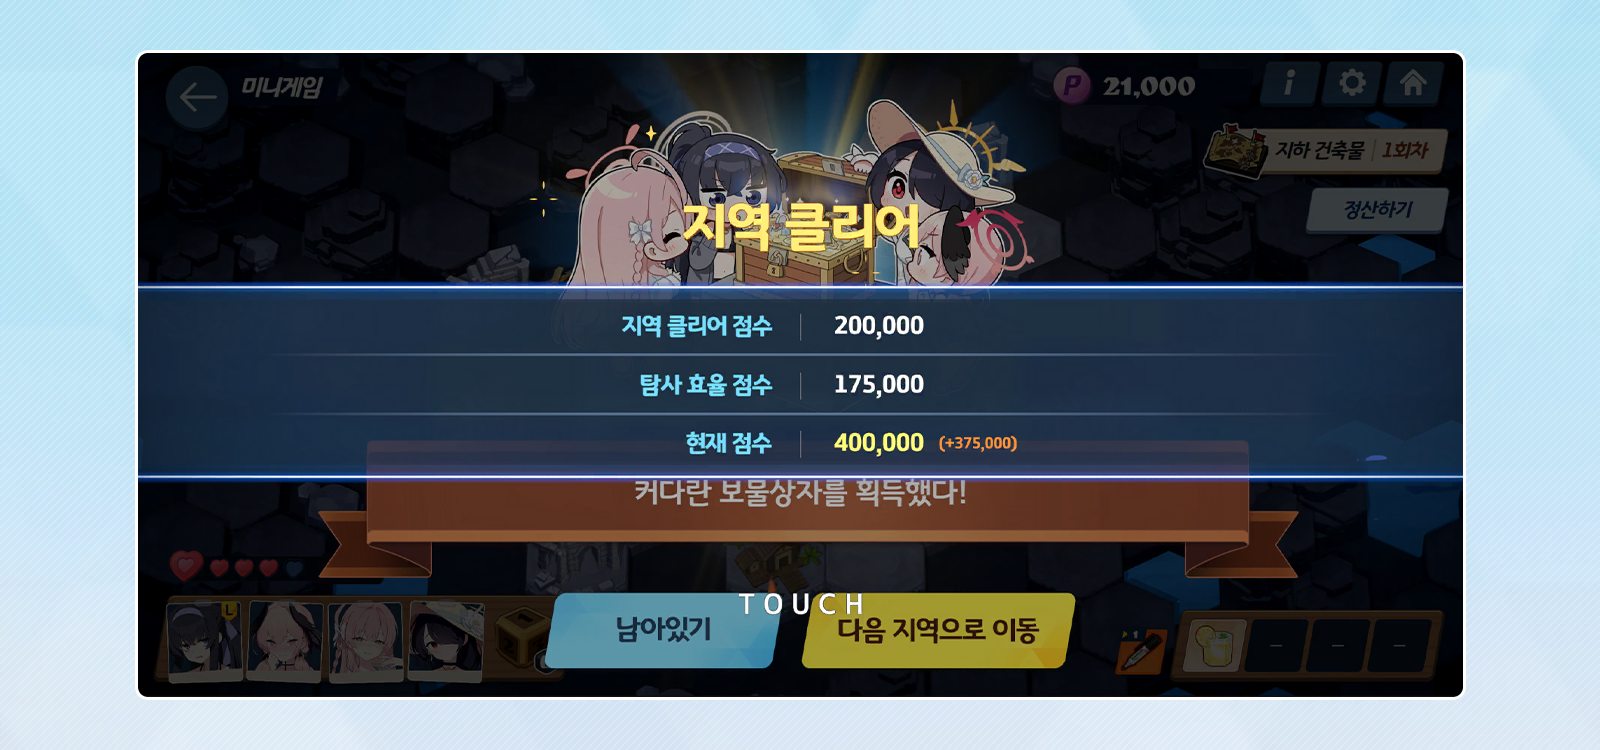 미니게임
P 21,000
i
지하 건축물 | 1회차
정산하기
지역 클리어
지역 클리어 점수 | 200,000
탐사 효율 점수 | 175,000
현재 점수 | 400,000 (+375,000)
커다란 보물상자를 획득했다!
L
TOUCH
남아있기
다음 지역으로 이동
1